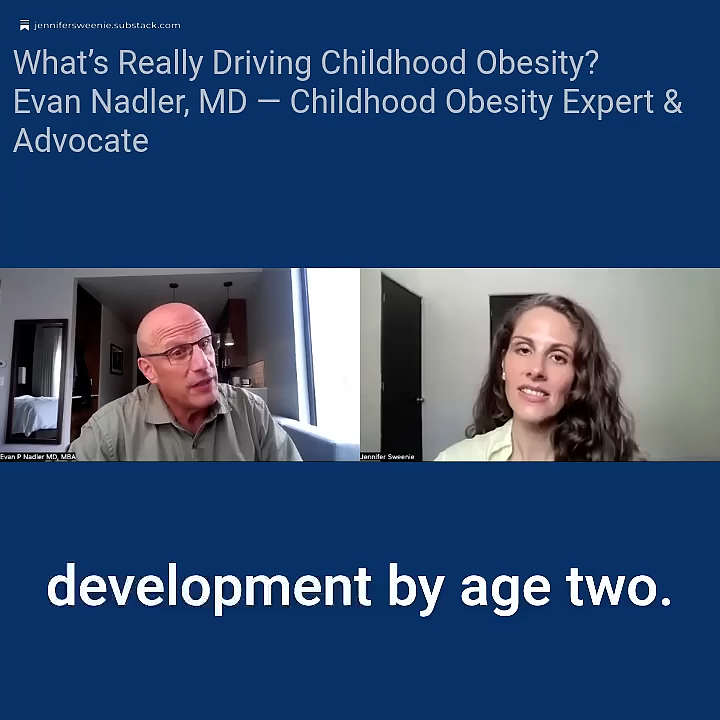 jennifersweenie.substack.com
What’s Really Driving Childhood Obesity?
Evan Nadler, MD — Childhood Obesity Expert &
Advocate
Evan P Nadler MD, MBA
Jennifer Sweenie
development by age two.